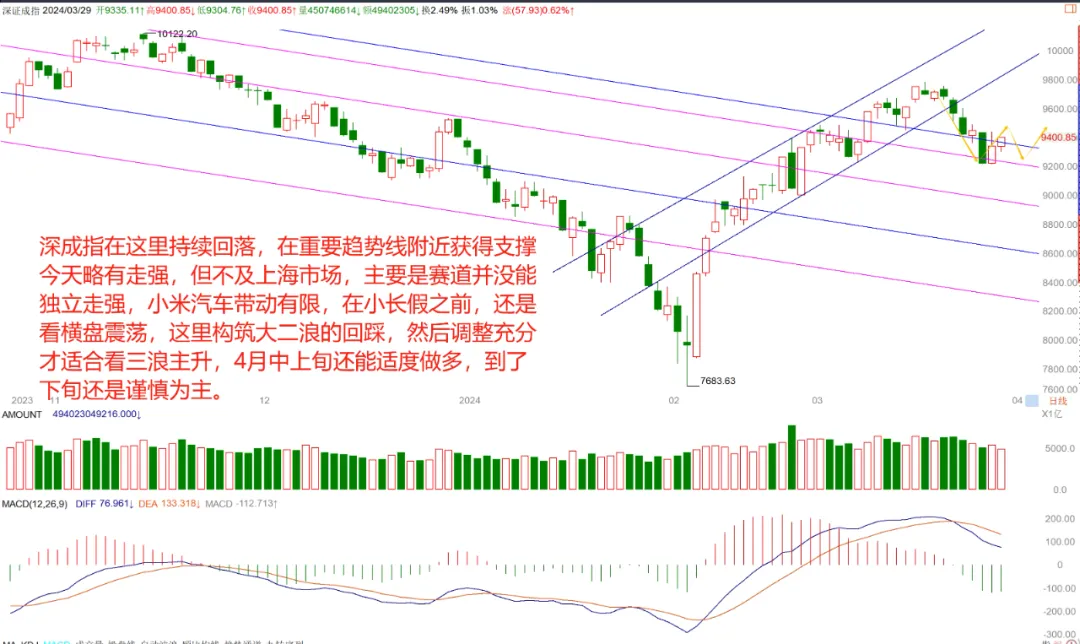 深证成指 2024/03/29 开9335.11↑ 高9400.85↓ 低9304.76↑ 收9400.85↑ 量450746614↓ 额49402305↓ 换2.49% 振1.03% 涨(57.93)0.62%↑
10122.20
10000
9800.00
9600.00
9400.85
9200.00
9000.00
8800.00
8600.00
8400.00
8200.00
8000.00
7800.00
7600.00
深成指在这里持续回落，在重要趋势线附近获得支撑
今天略有走强，但不及上海市场，主要是赛道并没能
独立走强，小米汽车带动有限，在小长假之前，还是
看横盘震荡，这里构筑大二浪的回踩，然后调整充分
才适合看三浪主升，4月中上旬还能适度做多，到了
下旬还是谨慎为主。
7683.63
2023 11 12 2024 02 03 04 日线
AMOUNT 494023049216.000↓ X1亿
5000.0
0.0
MACD(12,26,9) DIFF 76.961↓ DEA 133.318↓ MACD -112.713↑
200.00
100.00
0
-100.00
-200.00
-300.00